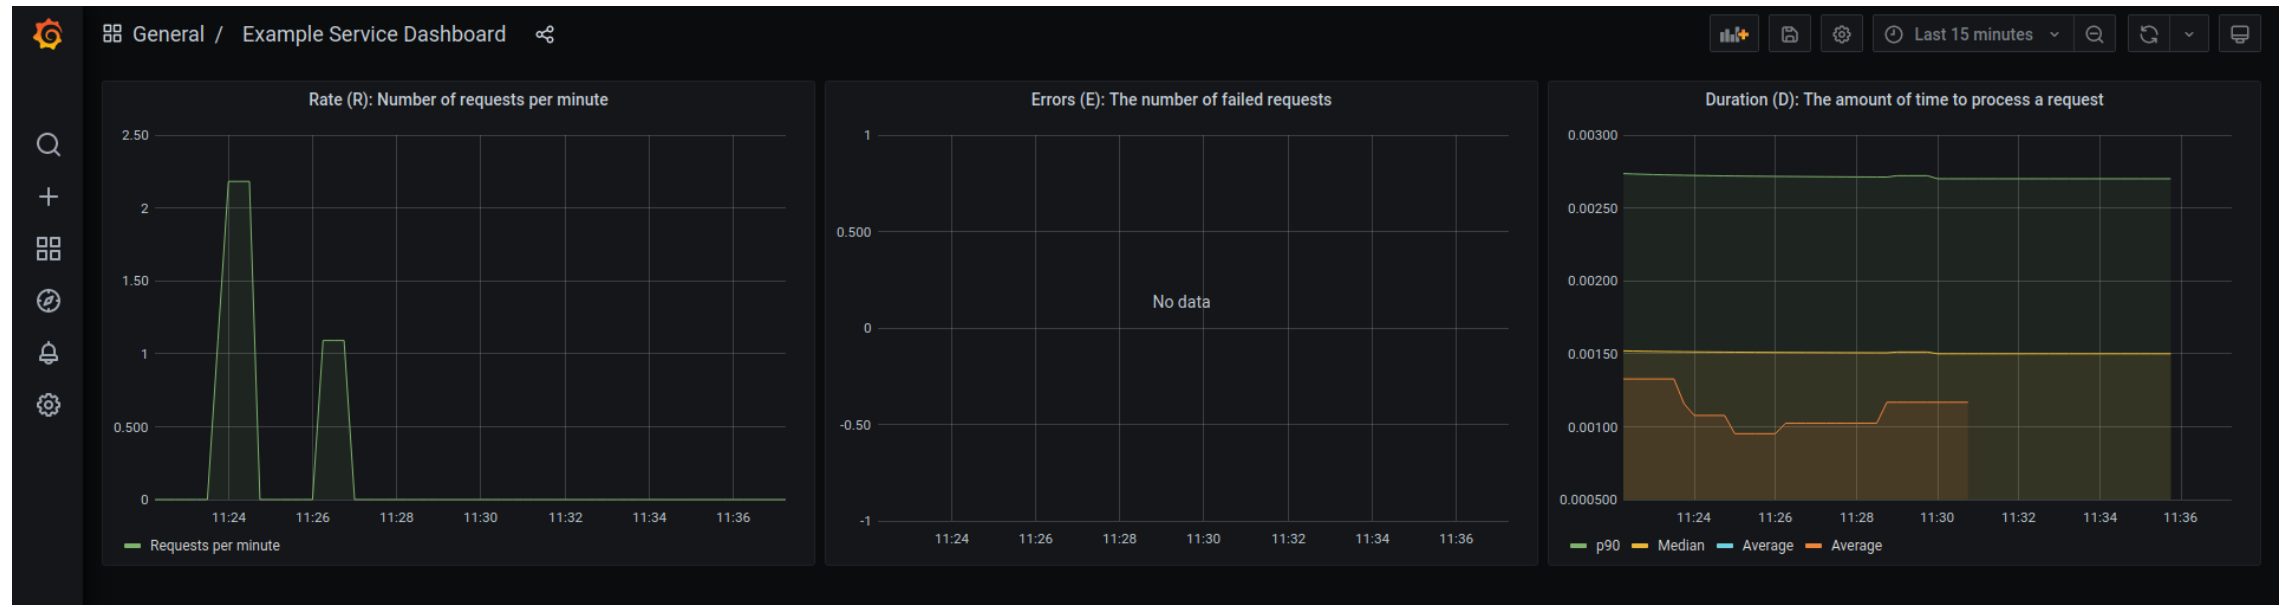 General / Example Service Dashboard
Last 15 minutes
Rate (R): Number of requests per minute
2.50
2
1.50
1
0.500
0
11:24 11:26 11:28 11:30 11:32 11:34 11:36
Requests per minute
Errors (E): The number of failed requests
1
0.500
No data
0
-0.50
-1
11:24 11:26 11:28 11:30 11:32 11:34 11:36
Duration (D): The amount of time to process a request
0.00300
0.00250
0.00200
0.00150
0.00100
0.000500
11:24 11:26 11:28 11:30 11:32 11:34 11:36
p90 Median Average Average